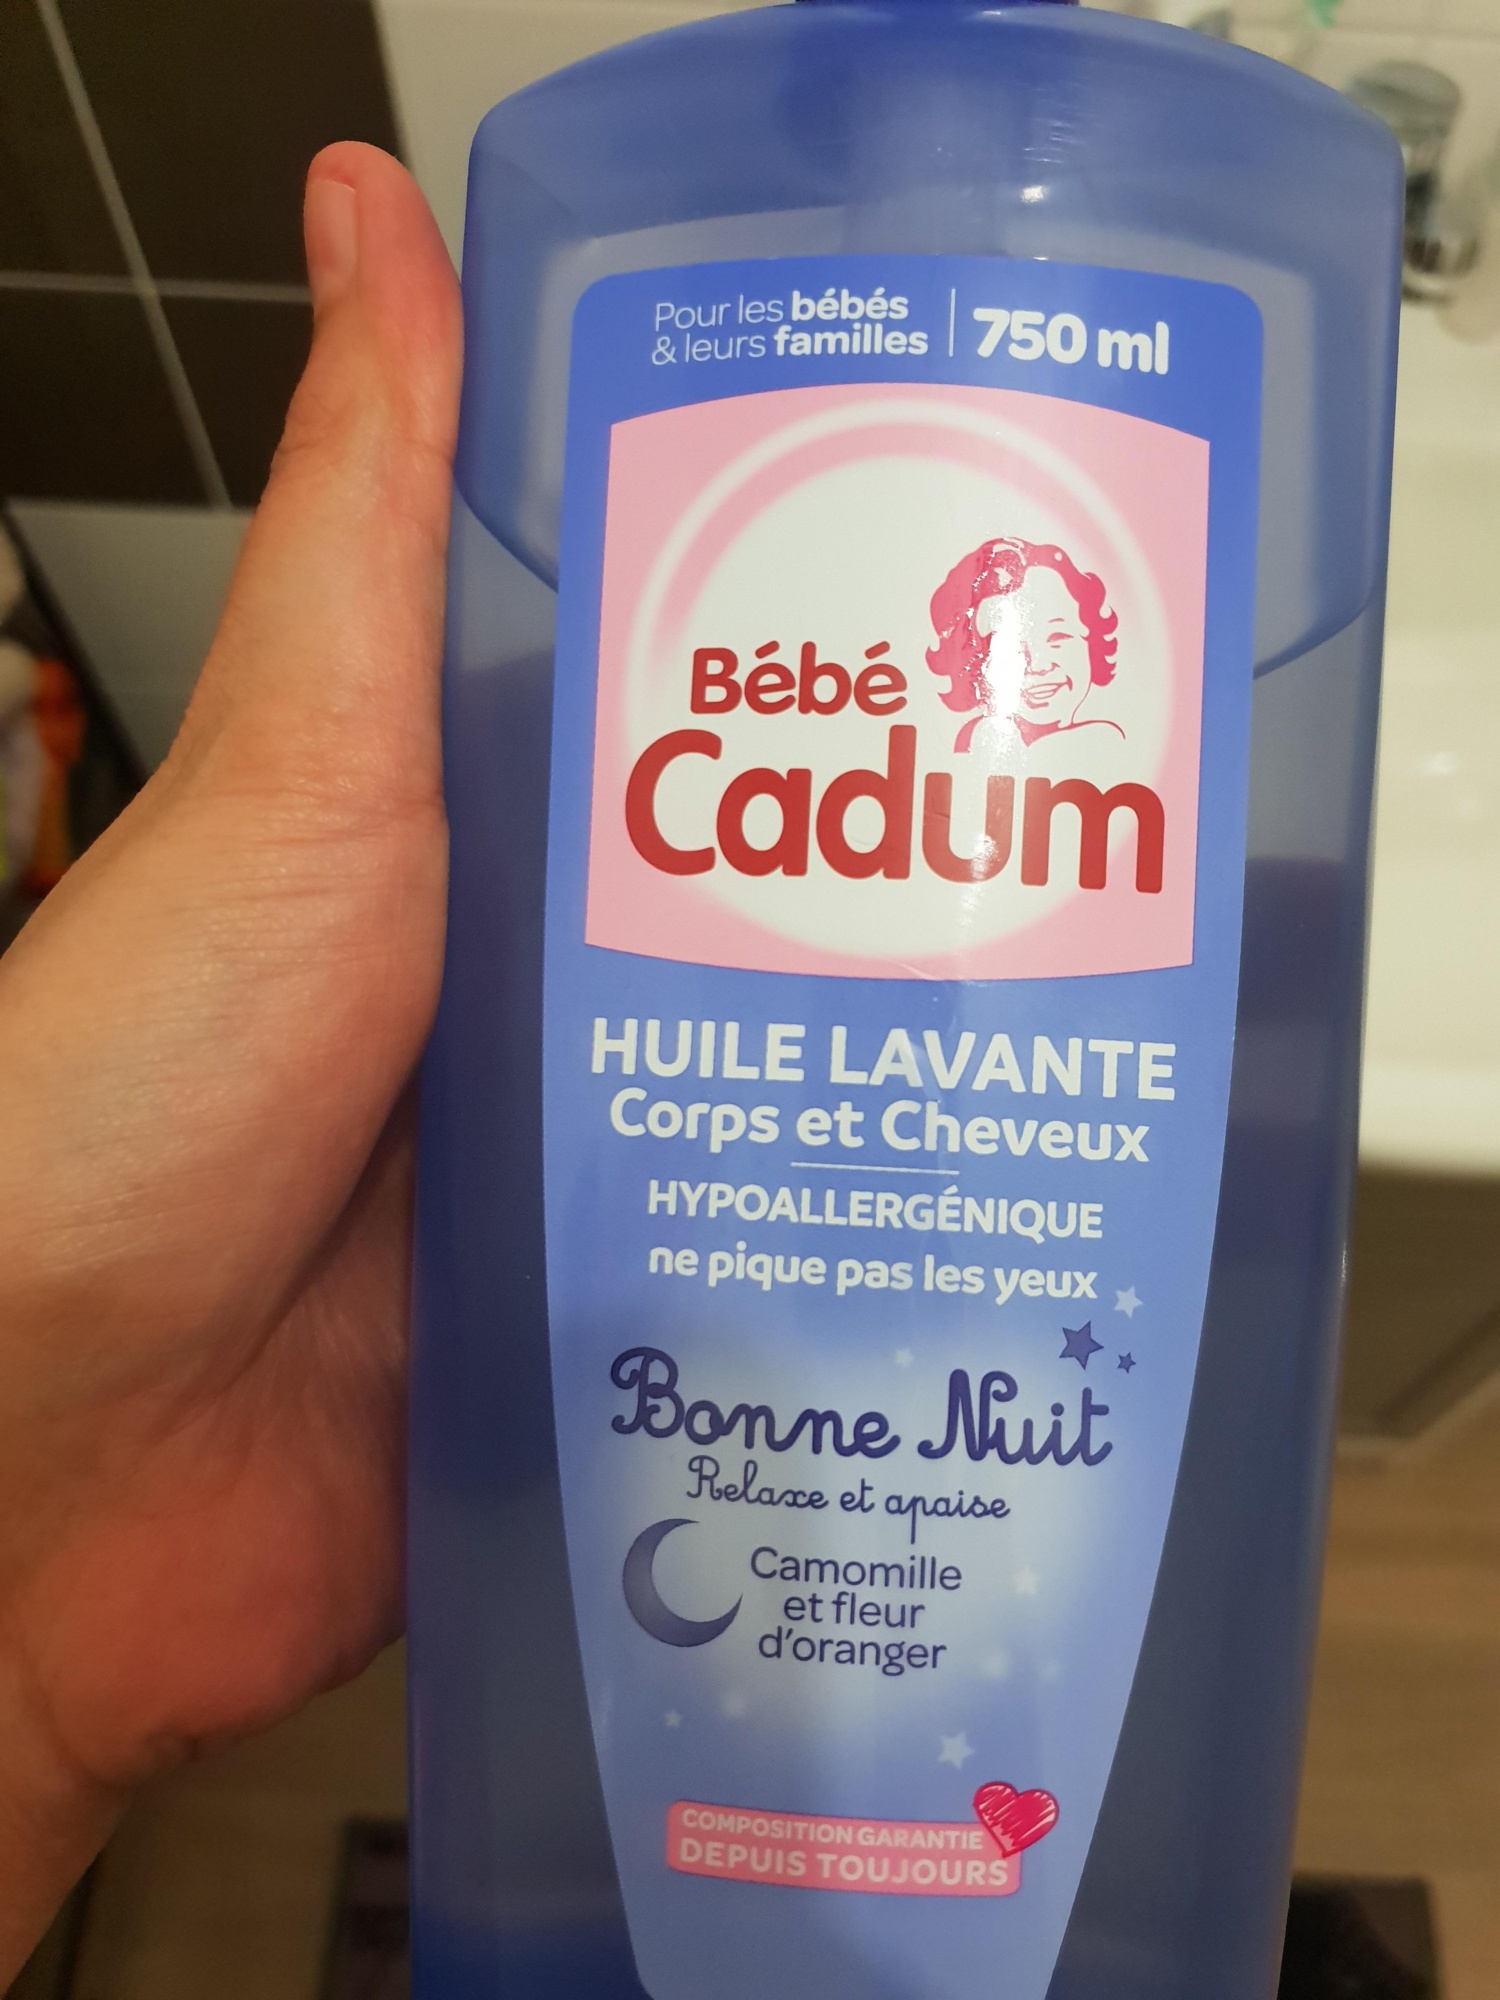 Pour les bébés
& leurs familles
750 ml
Bébé
Cadum
HUILE LAVANTE
Corps et Cheveux
HYPOALLERGÉNIQUE
ne pique pas les yeux
Bonne Nuit
Relaxe et apaise
Camomille
et fleur
d'oranger
COMPOSITION GARANTIE
DEPUIS TOUJOURS